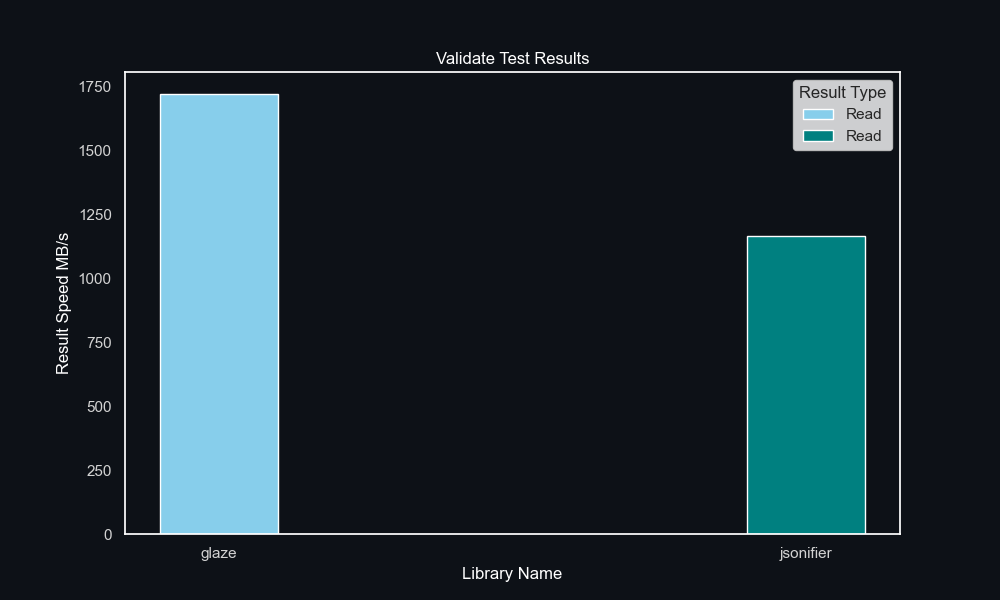 Validate Test Results
Result Type
Read
Read
1750
1500
1250
1000
750
500
250
0
Result Speed MB/s
glaze
jsonifier
Library Name